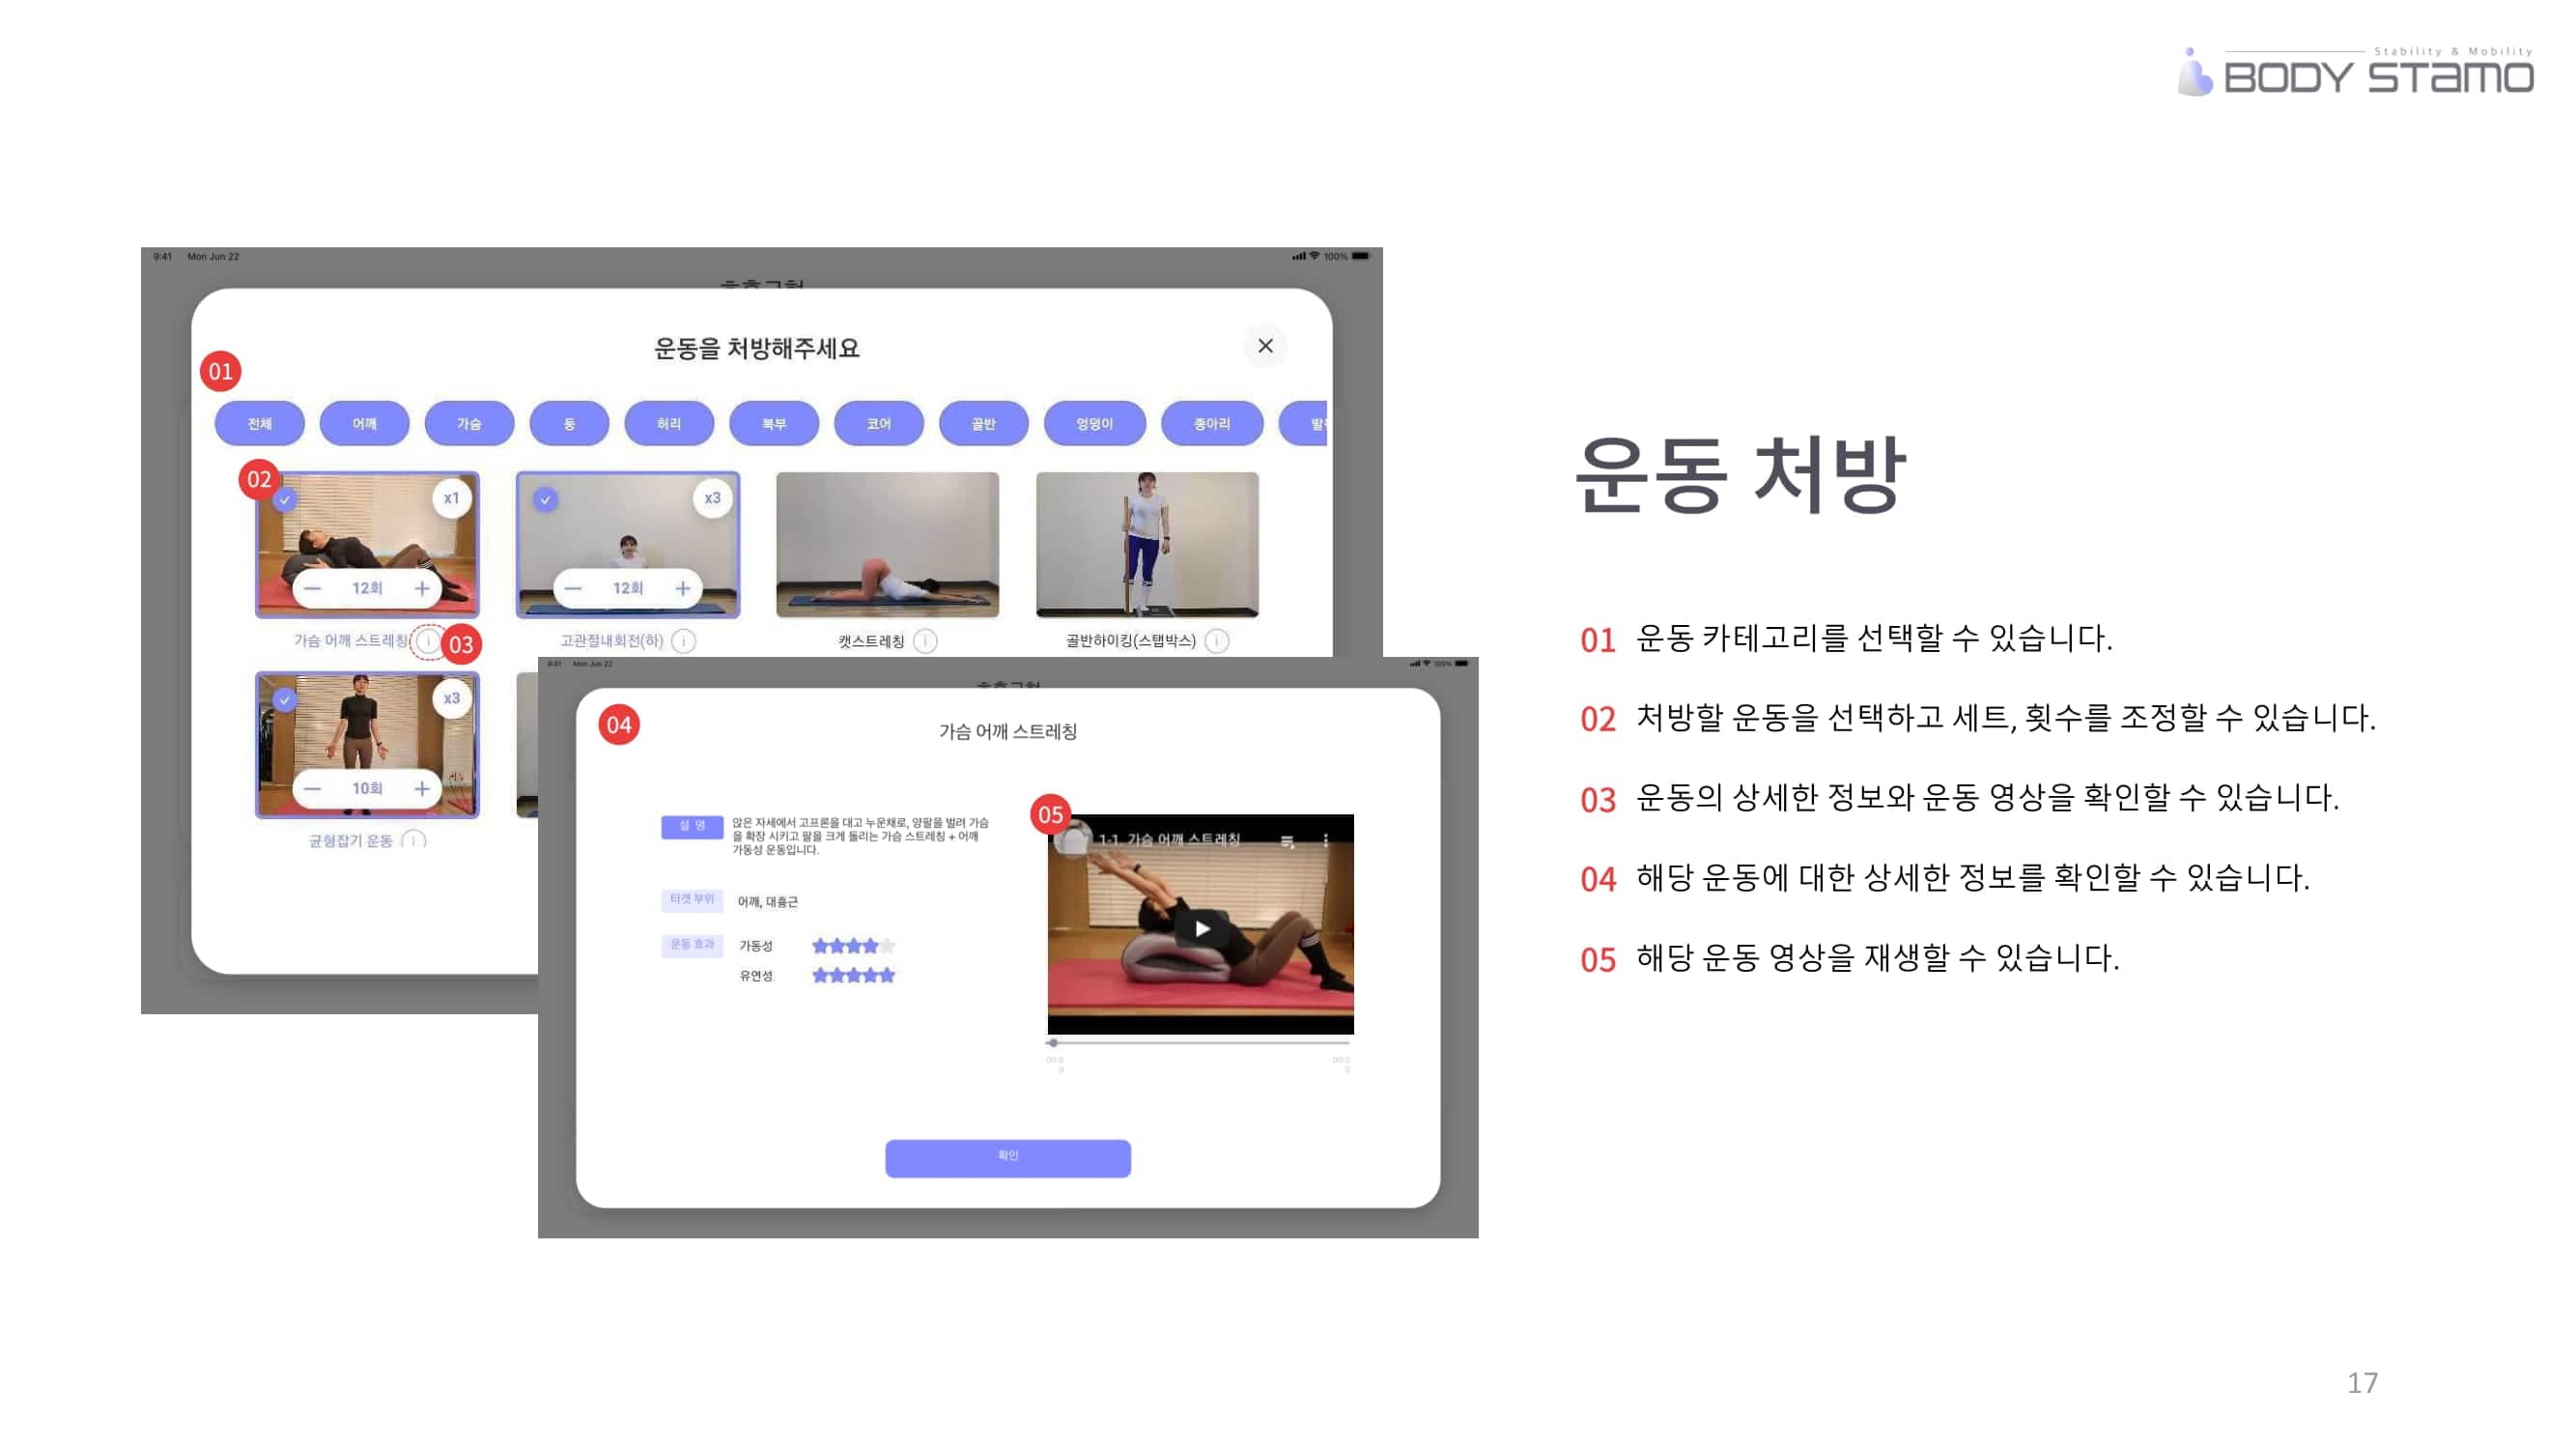 Stability & Mobility
BODY STamo
9:41 Mon Jun 22
100%
운동을 처방해주세요
01
전체 어깨 가슴 등 허리 복부 코어 골반 엉덩이 종아리
02
x1
x3
12회
12회
가슴 어깨 스트레칭
03
고관절내회전(하)
캣스트레칭
골반하이킹(스탭박스)
x3
10회
균형잡기 운동
9:41 Mon Jun 22
100%
04
가슴 어깨 스트레칭
설 명
앉은 자세에서 고프론을 대고 누운채로, 양팔을 벌려 가슴
을 확장 시키고 팔을 크게 돌리는 가슴 스트레칭 + 어깨
가동성 운동입니다.
타겟 부위
어깨, 대흉근
운동 효과
가동성
유연성
05
1-1. 가슴 어깨 스트레칭
확인
운동 처방
01 운동 카테고리를 선택할 수 있습니다.
02 처방할 운동을 선택하고 세트, 횟수를 조정할 수 있습니다.
03 운동의 상세한 정보와 운동 영상을 확인할 수 있습니다.
04 해당 운동에 대한 상세한 정보를 확인할 수 있습니다.
05 해당 운동 영상을 재생할 수 있습니다.
17